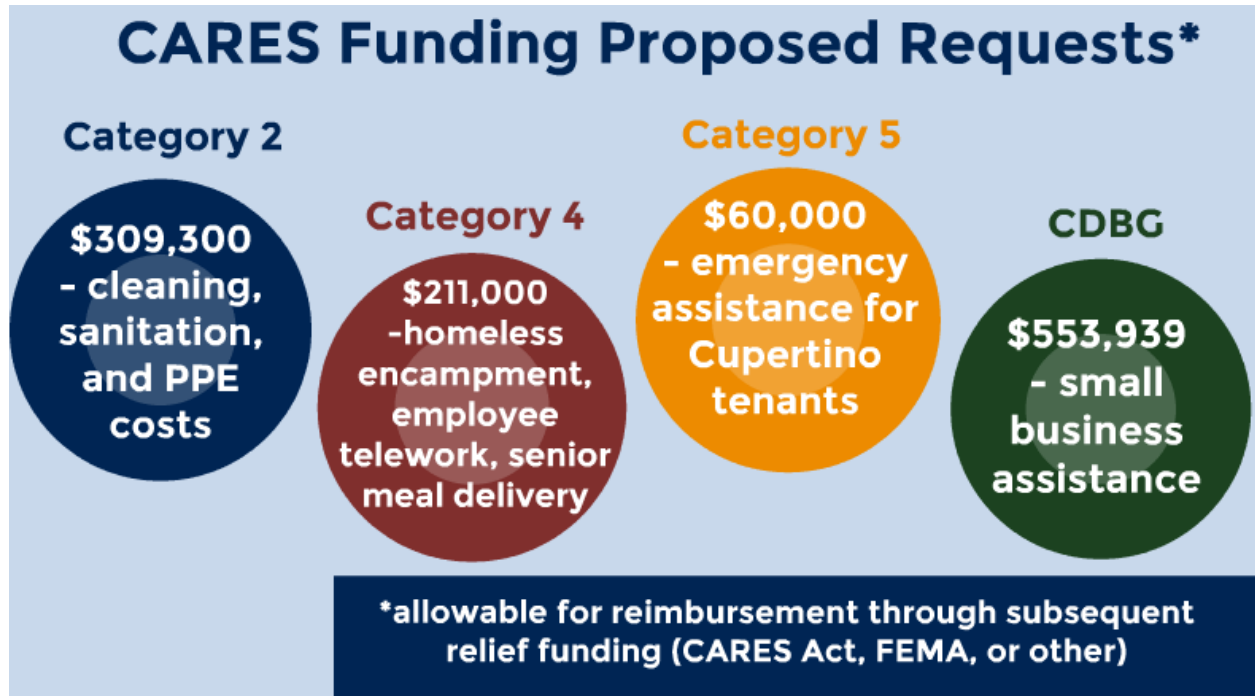 CARES Funding Proposed Requests*
Category 2
$309,300
- cleaning,
sanitation,
and PPE
costs
Category 4
$211,000
-homeless
encampment,
employee
telework, senior
meal delivery
Category 5
$60,000
- emergency
assistance for
Cupertino
tenants
CDBG
$553,939
- small
business
assistance
*allowable for reimbursement through subsequent
relief funding (CARES Act, FEMA, or other)